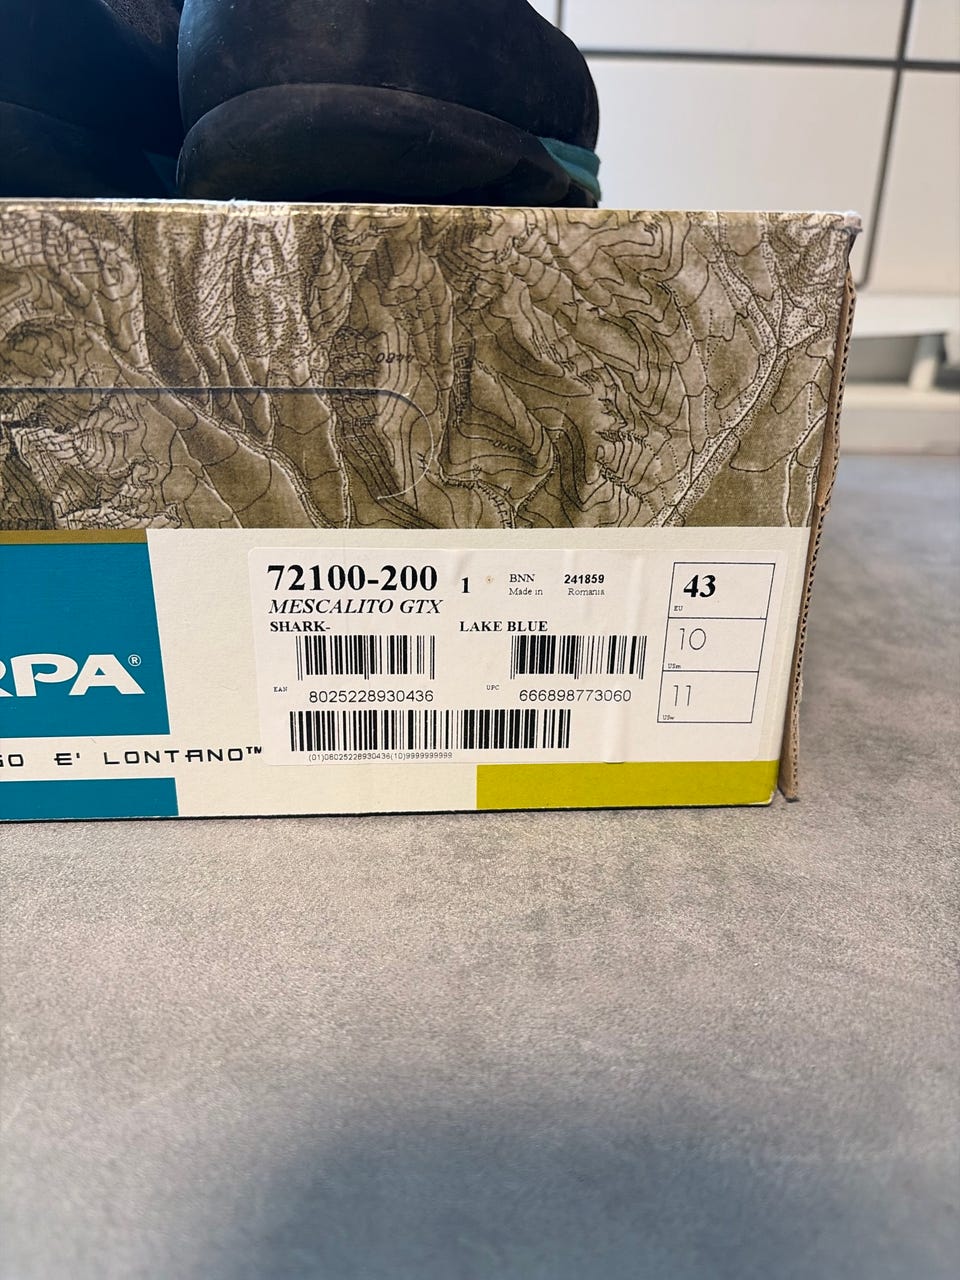 72100-200 1 BNN 241859
Made in Romania
MESCALITO GTX
SHARK- LAKE BLUE
EAN 8025228930436 UPC 666898773060
(01)08025228930436(10)9999999999
43
EU
10
USm
11
USw
RPA®
GO E' LONTANO™